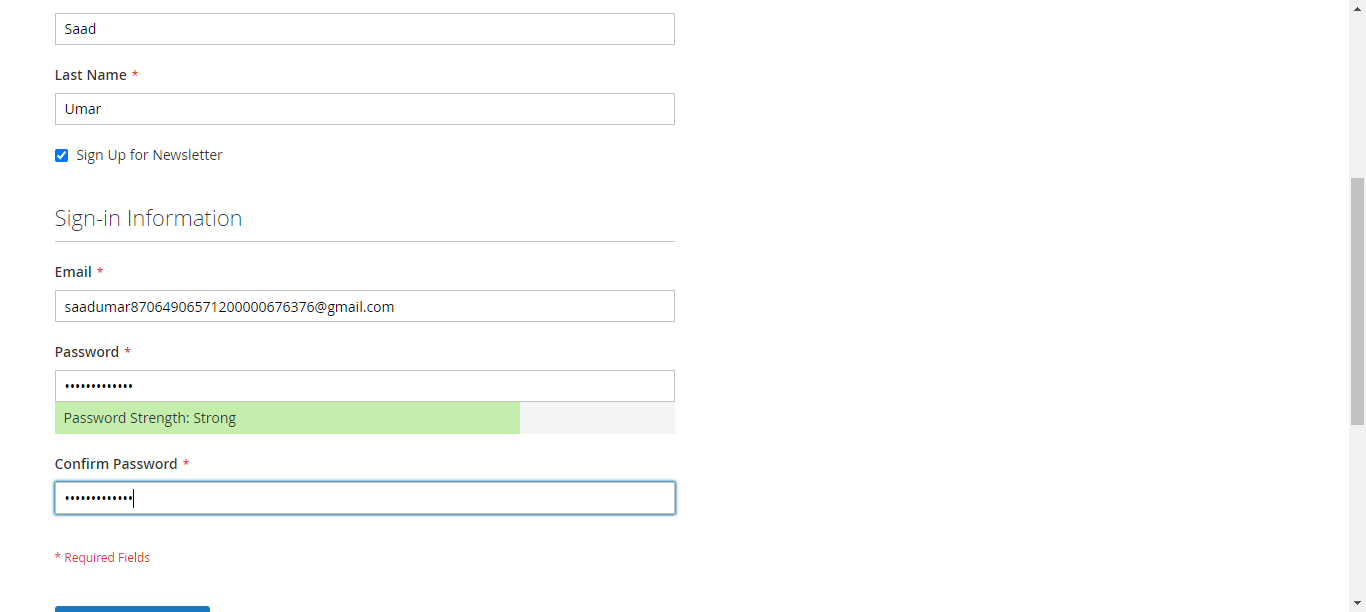 Saad
Last Name *
Umar
Sign Up for Newsletter
Sign-in Information
Email *
saadumar87064906571200000676376@gmail.com
Password *
•••••••••••••
Password Strength: Strong
Confirm Password *
•••••••••••••
* Required Fields